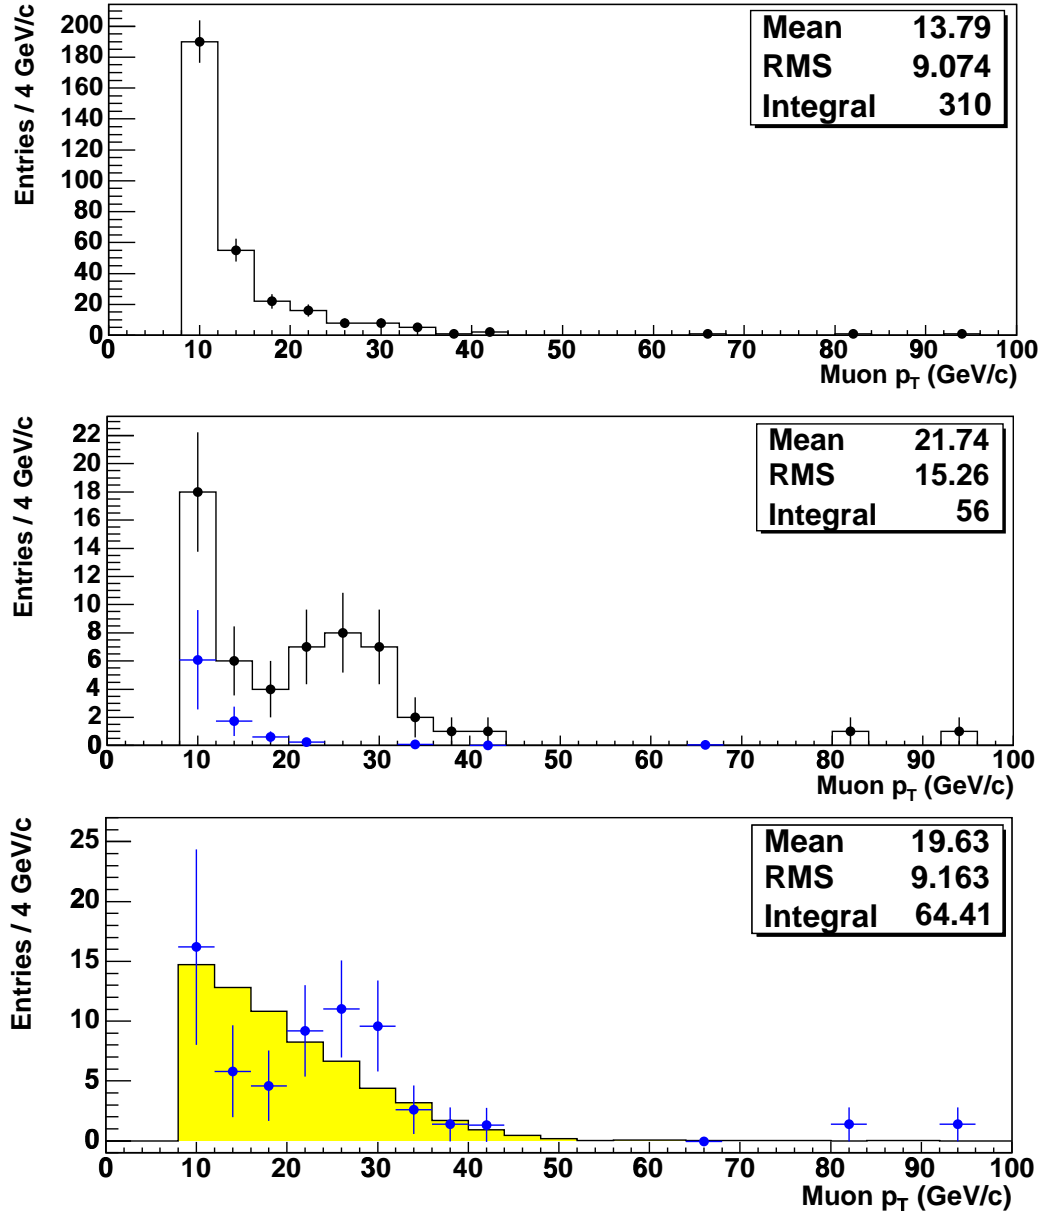 Entries / 4 GeV/c
Mean 13.79
RMS 9.074
Integral 310
200
180
160
140
120
100
80
60
40
20
0
0 10 20 30 40 50 60 70 80 90 100
Muon p_T (GeV/c)
Entries / 4 GeV/c
Mean 21.74
RMS 15.26
Integral 56
22
20
18
16
14
12
10
8
6
4
2
0
0 10 20 30 40 50 60 70 80 90 100
Muon p_T (GeV/c)
Entries / 4 GeV/c
Mean 19.63
RMS 9.163
Integral 64.41
25
20
15
10
5
0
0 10 20 30 40 50 60 70 80 90 100
Muon p_T (GeV/c)